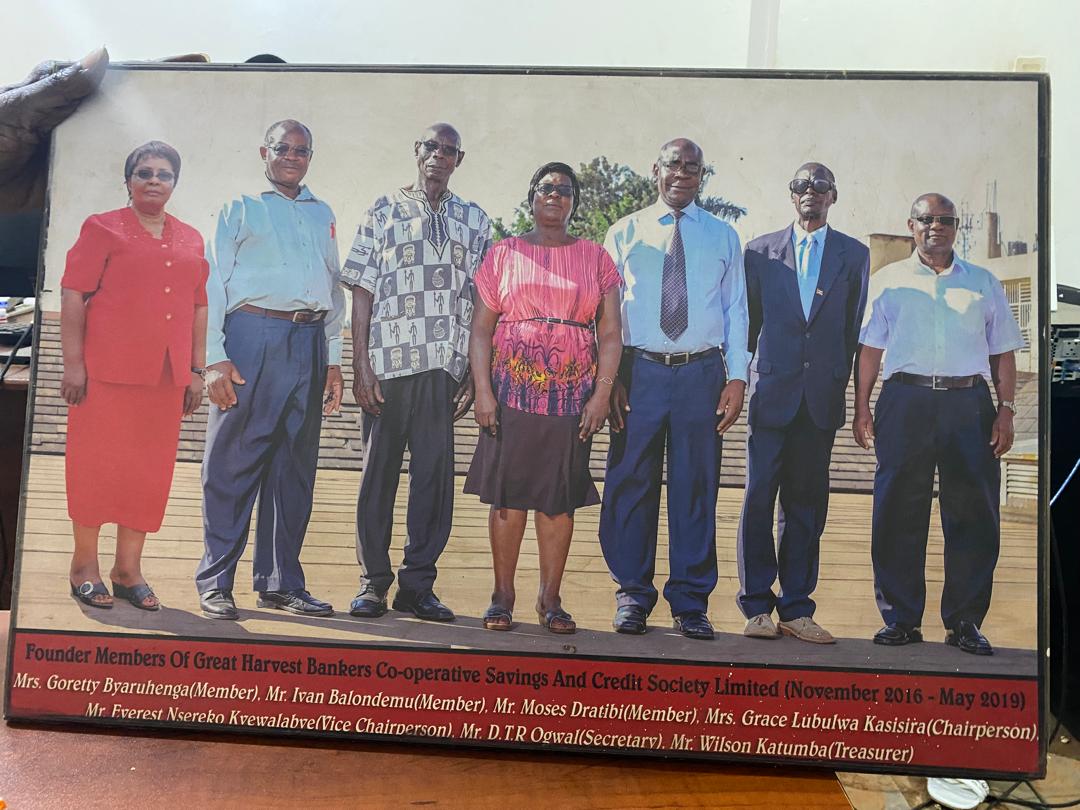 Founder Members Of Great Harvest Bankers Co-operative Savings And Credit Society Limited (November 2016 - May 2019)
Mrs. Goretty Byaruhenga(Member), Mr. Ivan Balondemu(Member), Mr. Moses Dratibi(Member), Mrs. Grace Lubulwa Kasisira(Chairperson),
Mr. Everest Nsereko Kyewalabye(Vice Chairperson), Mr. D.T.R Ogwal(Secretary), Mr. Wilson Katumba(Treasurer)